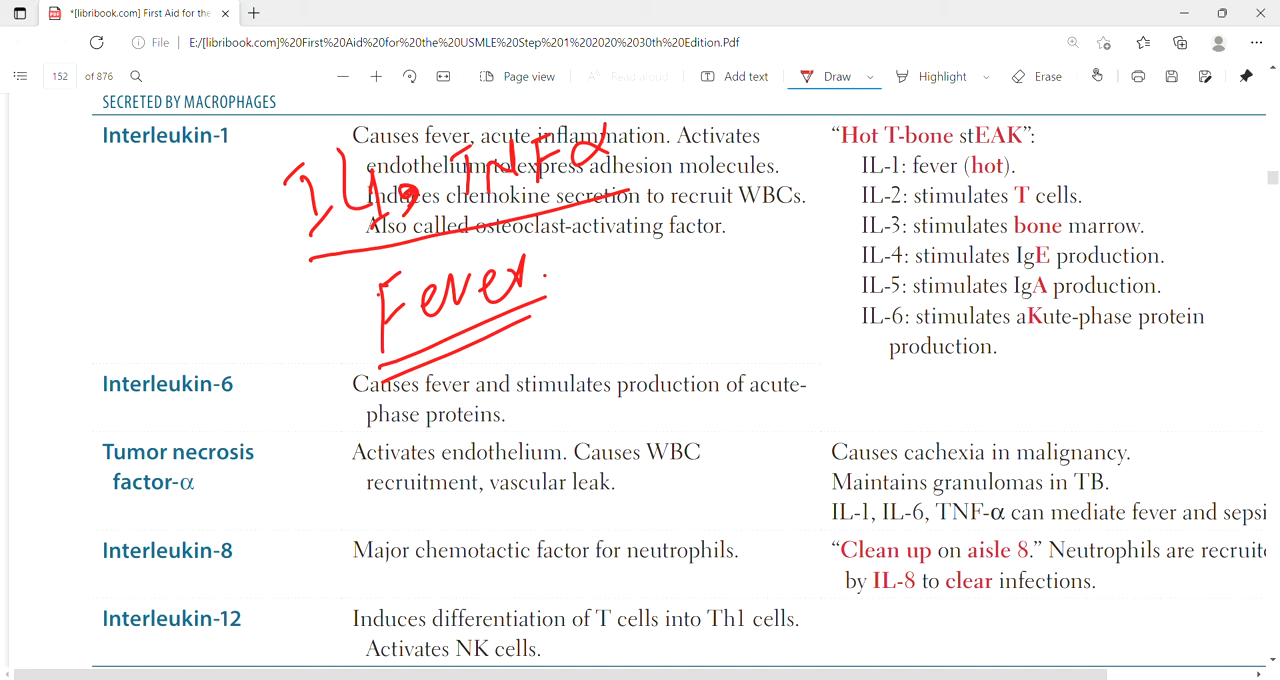 *[libribook.com] First Aid for the
File E:/[libribook.com]%20First%20Aid%20for%20the%20USMLE%20Step%201%202020%2030th%20Edition.Pdf
152 of 876 Page view Read aloud Add text Draw Highlight Erase
SECRETED BY MACROPHAGES
Interleukin-1
Causes fever, acute inflammation. Activates
endothelium to express adhesion molecules.
Induces chemokine secretion to recruit WBCs.
Also called osteoclast-activating factor.
“Hot T-bone stEAK”:
IL-1: fever (hot).
IL-2: stimulates T cells.
IL-3: stimulates bone marrow.
IL-4: stimulates IgE production.
IL-5: stimulates IgA production.
IL-6: stimulates aKute-phase protein
production.
IL1, TNFα
Fever.
Interleukin-6
Causes fever and stimulates production of acute-
phase proteins.
Tumor necrosis
factor-α
Activates endothelium. Causes WBC
recruitment, vascular leak.
Causes cachexia in malignancy.
Maintains granulomas in TB.
IL-1, IL-6, TNF-α can mediate fever and sepsi
Interleukin-8
Major chemotactic factor for neutrophils.
“Clean up on aisle 8.” Neutrophils are recruite
by IL-8 to clear infections.
Interleukin-12
Induces differentiation of T cells into Th1 cells.
Activates NK cells.